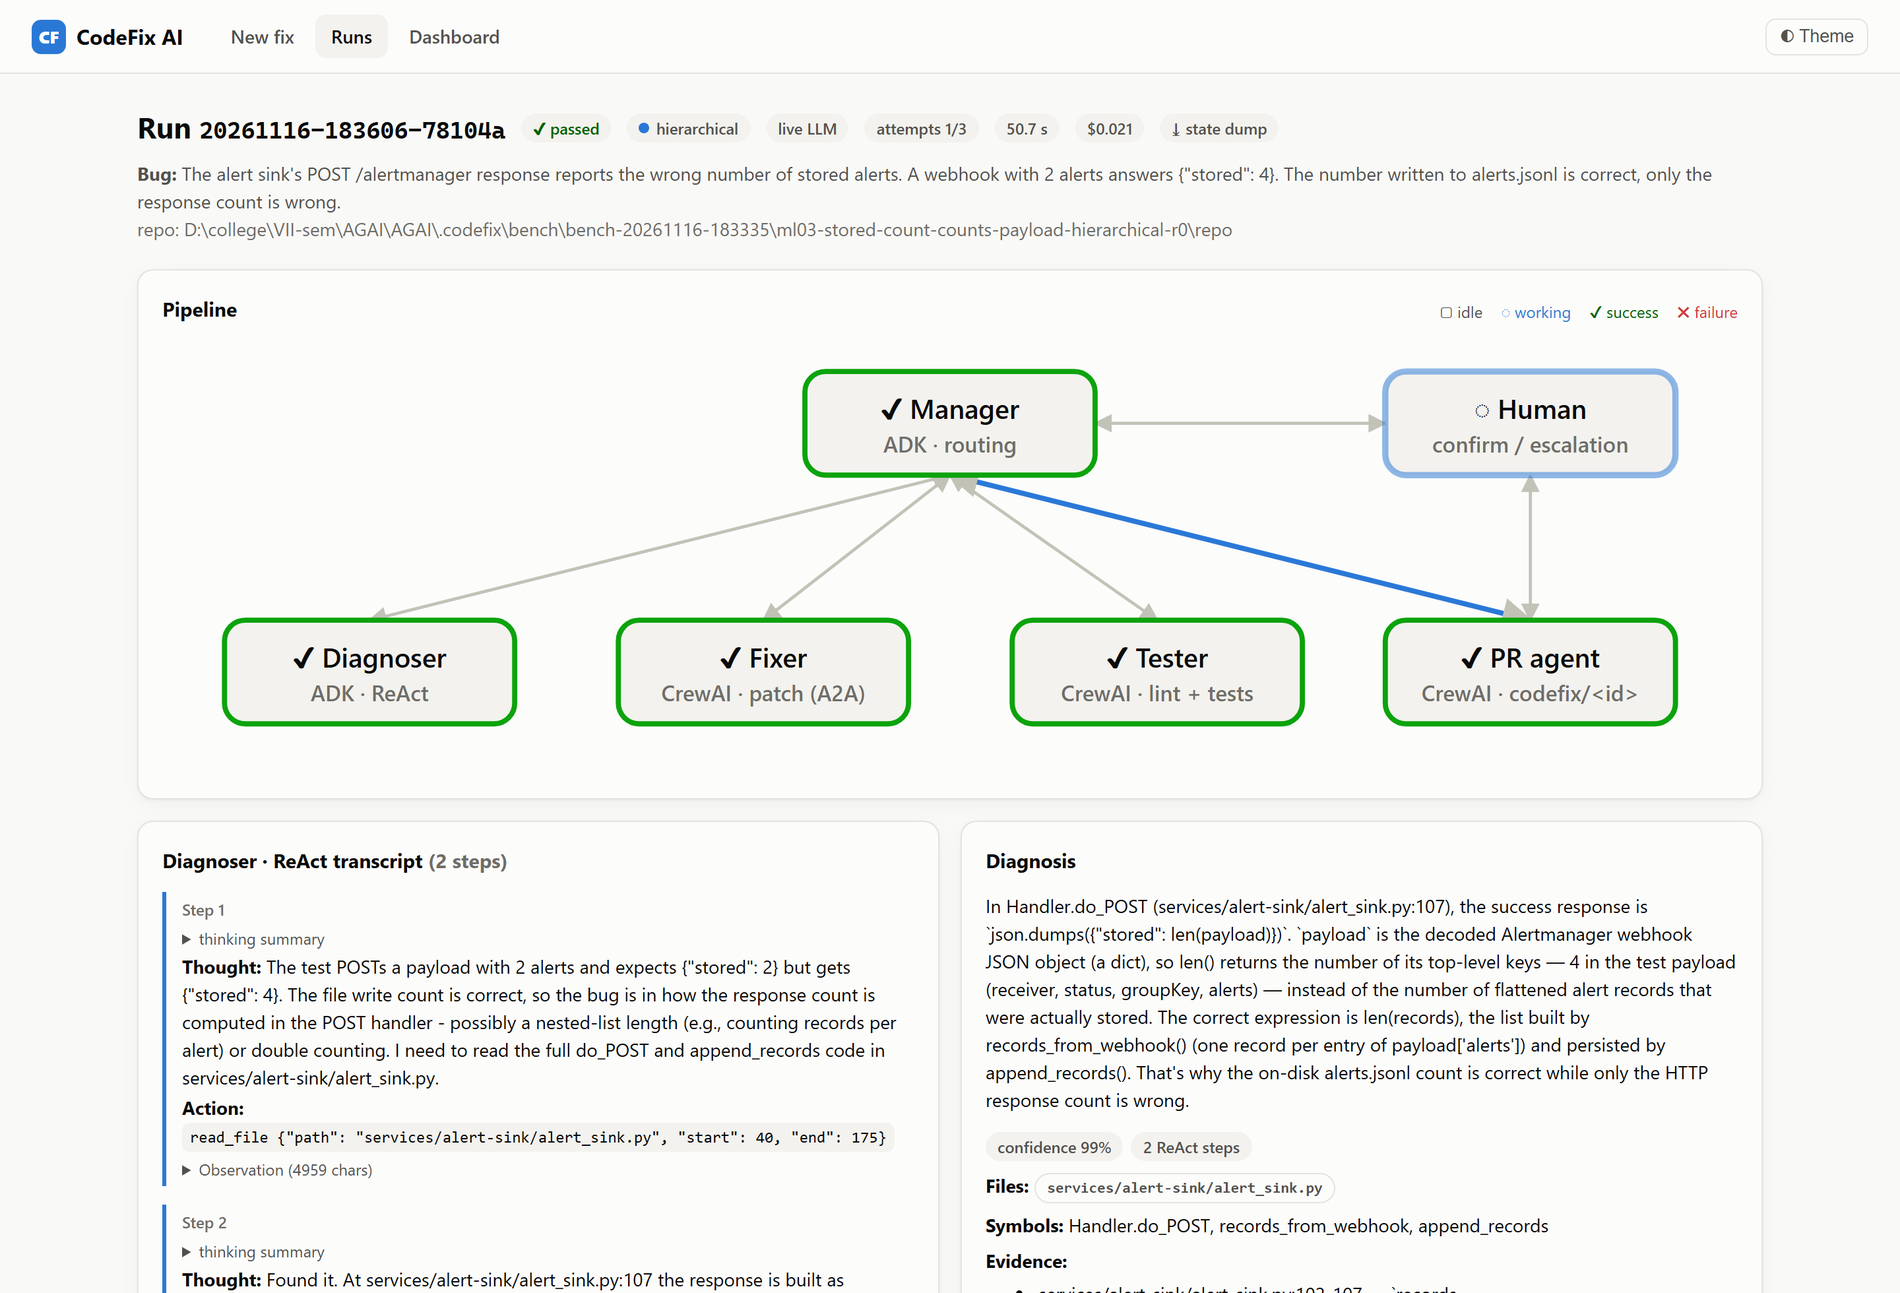 CF CodeFix AI New fix Runs Dashboard ◐ Theme
Run 20261116-183606-78104a ✓ passed hierarchical live LLM attempts 1/3 50.7 s $0.021 ⤓ state dump
Bug: The alert sink's POST /alertmanager response reports the wrong number of stored alerts. A webhook with 2 alerts answers {"stored": 4}. The number written to alerts.jsonl is correct, only the
response count is wrong.
repo: D:\college\VII-sem\AGAI\AGAI\.codefix\bench\bench-20261116-183335\ml03-stored-count-counts-payload-hierarchical-r0\repo
Pipeline
▢ idle ◌ working ✓ success ✕ failure
✓ Manager
ADK · routing
◌ Human
confirm / escalation
✓ Diagnoser
ADK · ReAct
✓ Fixer
CrewAI · patch (A2A)
✓ Tester
CrewAI · lint + tests
✓ PR agent
CrewAI · codefix/<id>
Diagnoser · ReAct transcript (2 steps)
Step 1
▶ thinking summary
Thought: The test POSTs a payload with 2 alerts and expects {"stored": 2} but gets
{"stored": 4}. The file write count is correct, so the bug is in how the response count is
computed in the POST handler - possibly a nested-list length (e.g., counting records per
alert) or double counting. I need to read the full do_POST and append_records code in
services/alert-sink/alert_sink.py.
Action:
read_file {"path": "services/alert-sink/alert_sink.py", "start": 40, "end": 175}
▶ Observation (4959 chars)
Step 2
▶ thinking summary
Thought: Found it. At services/alert-sink/alert_sink.py:107 the response is built as
Diagnosis
In Handler.do_POST (services/alert-sink/alert_sink.py:107), the success response is
`json.dumps({"stored": len(payload)})`. `payload` is the decoded Alertmanager webhook
JSON object (a dict), so len() returns the number of its top-level keys — 4 in the test payload
(receiver, status, groupKey, alerts) — instead of the number of flattened alert records that
were actually stored. The correct expression is len(records), the list built by
records_from_webhook() (one record per entry of payload['alerts']) and persisted by
append_records(). That's why the on-disk alerts.jsonl count is correct while only the HTTP
response count is wrong.
confidence 99% 2 ReAct steps
Files: services/alert-sink/alert_sink.py
Symbols: Handler.do_POST, records_from_webhook, append_records
Evidence: